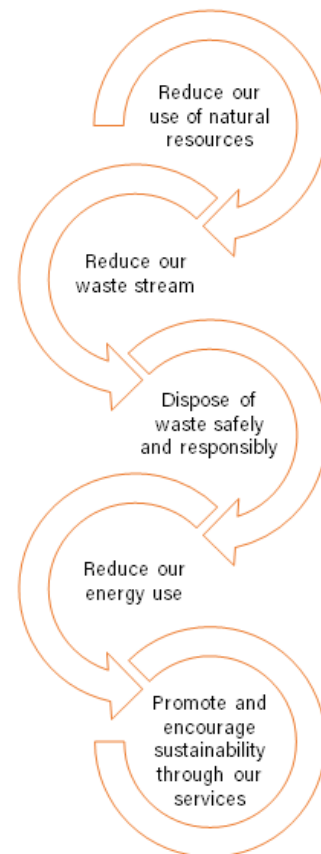 Reduce our
use of natural
resources
Reduce our
waste stream
Dispose of
waste safely
and responsibly
Reduce our
energy use
Promote and
encourage
sustainability
through our
services